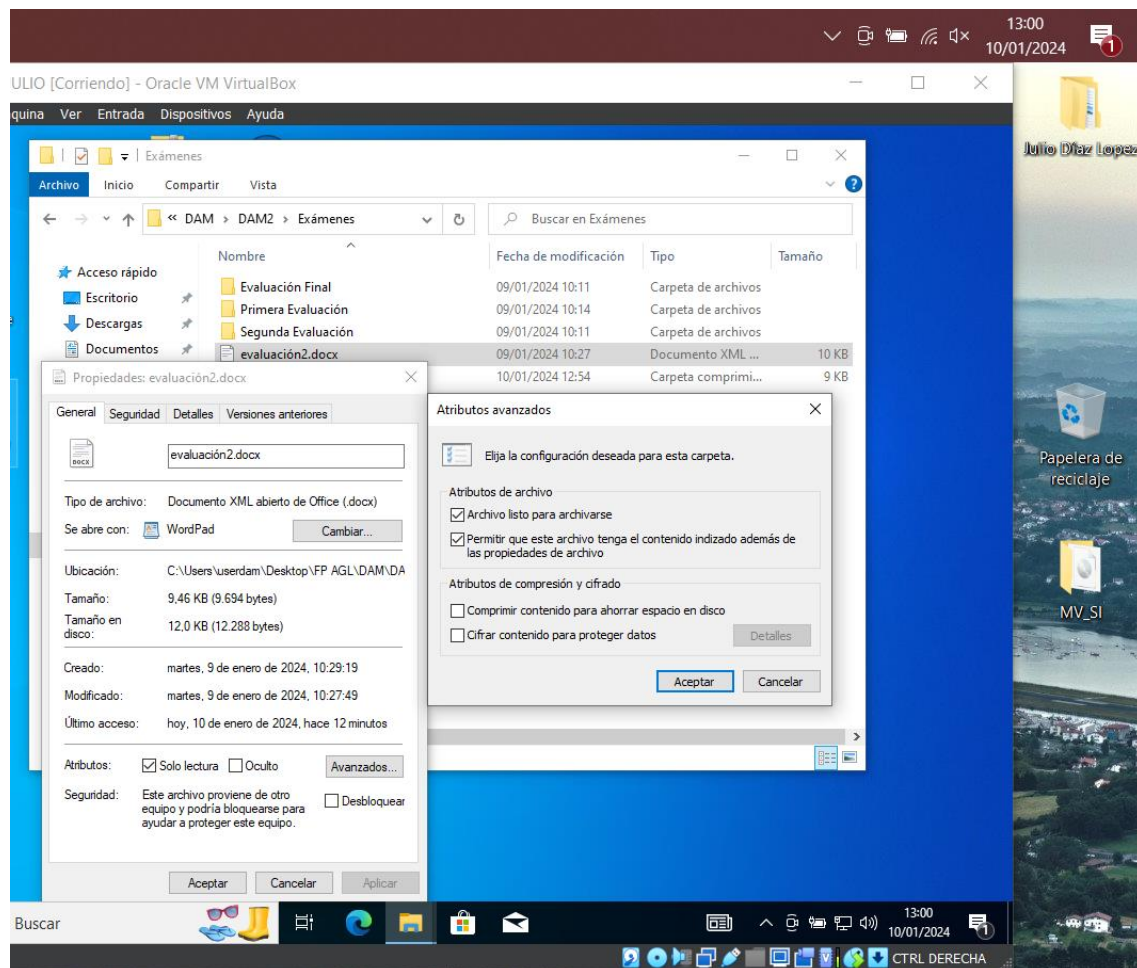 13:00
10/01/2024
1
ULIO [Corriendo] - Oracle VM VirtualBox
quina Ver Entrada Dispositivos Ayuda
Julio Díaz Lopez
Exámenes
Archivo Inicio Compartir Vista
« DAM > DAM2 > Exámenes
Buscar en Exámenes
Nombre Fecha de modificación Tipo Tamaño
Acceso rápido
Escritorio
Descargas
Documentos
Evaluación Final 09/01/2024 10:11 Carpeta de archivos
Primera Evaluación 09/01/2024 10:14 Carpeta de archivos
Segunda Evaluación 09/01/2024 10:11 Carpeta de archivos
evaluación2.docx 09/01/2024 10:27 Documento XML ... 10 KB
10/01/2024 12:54 Carpeta comprimi... 9 KB
Propiedades: evaluación2.docx
General Seguridad Detalles Versiones anteriores
DOCX
evaluación2.docx
Tipo de archivo: Documento XML abierto de Office (.docx)
Se abre con: WordPad Cambiar...
Ubicación: C:\Users\userdam\Desktop\FP AGL\DAM\DA
Tamaño: 9,46 KB (9.694 bytes)
Tamaño en
disco: 12,0 KB (12.288 bytes)
Creado: martes, 9 de enero de 2024, 10:29:19
Modificado: martes, 9 de enero de 2024, 10:27:49
Último acceso: hoy, 10 de enero de 2024, hace 12 minutos
Atributos: Solo lectura Oculto Avanzados...
Seguridad: Este archivo proviene de otro
equipo y podría bloquearse para
ayudar a proteger este equipo.
Desbloquear
Aceptar Cancelar Aplicar
Atributos avanzados
Elija la configuración deseada para esta carpeta.
Atributos de archivo
Archivo listo para archivarse
Permitir que este archivo tenga el contenido indizado además de
las propiedades de archivo
Atributos de compresión y cifrado
Comprimir contenido para ahorrar espacio en disco
Cifrar contenido para proteger datos Detalles
Aceptar Cancelar
Papelera de
reciclaje
MV_SI
Buscar
13:00
10/01/2024
1
CTRL DERECHA